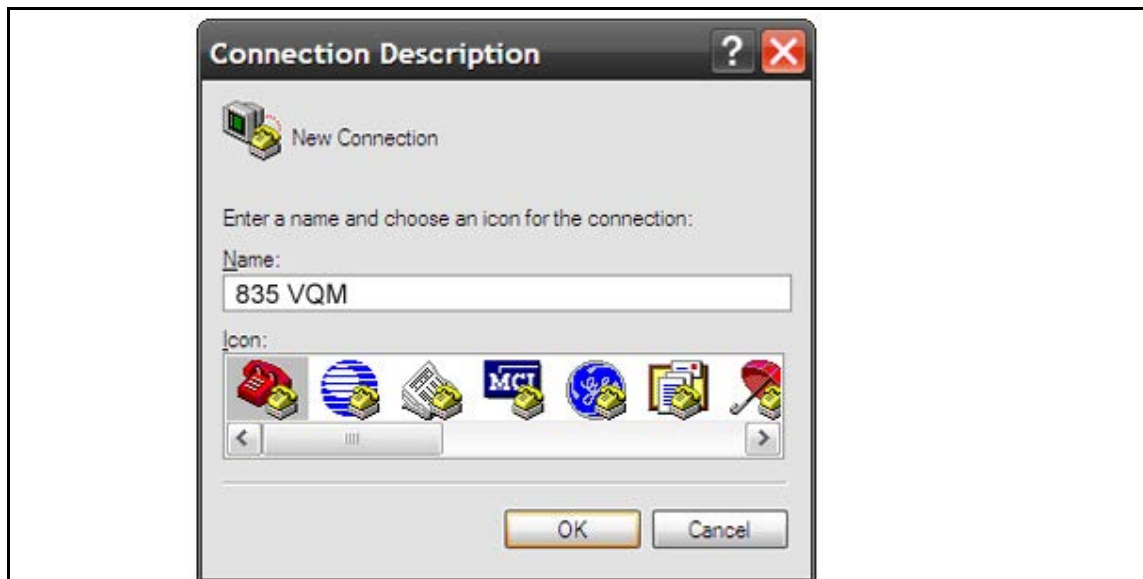 Connection Description
New Connection
Enter a name and choose an icon for the connection:
Name:
835 VQM
Icon:
MCI
OK
Cancel